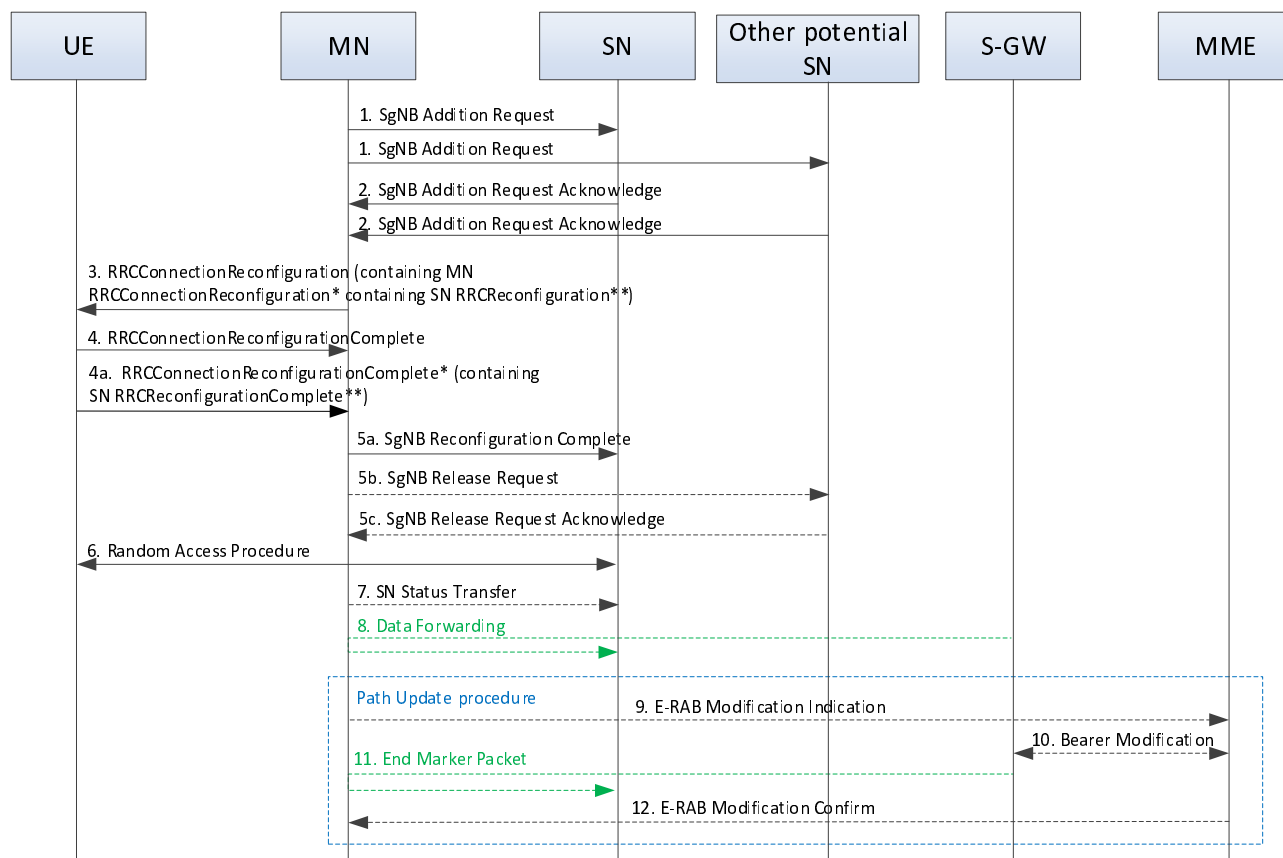 UE
MN
SN
Other potential
SN
S-GW
MME
1. SgNB Addition Request
1. SgNB Addition Request
2. SgNB Addition Request Acknowledge
2. SgNB Addition Request Acknowledge
3. RRCConnectionReconfiguration (containing MN
RRCConnectionReconfiguration* containing SN RRCReconfiguration**)
4. RRCConnectionReconfigurationComplete
4a. RRCConnectionReconfigurationComplete* (containing
SN RRCReconfigurationComplete**)
5a. SgNB Reconfiguration Complete
5b. SgNB Release Request
5c. SgNB Release Request Acknowledge
6. Random Access Procedure
7. SN Status Transfer
8. Data Forwarding
Path Update procedure
9. E-RAB Modification Indication
10. Bearer Modification
11. End Marker Packet
12. E-RAB Modification Confirm